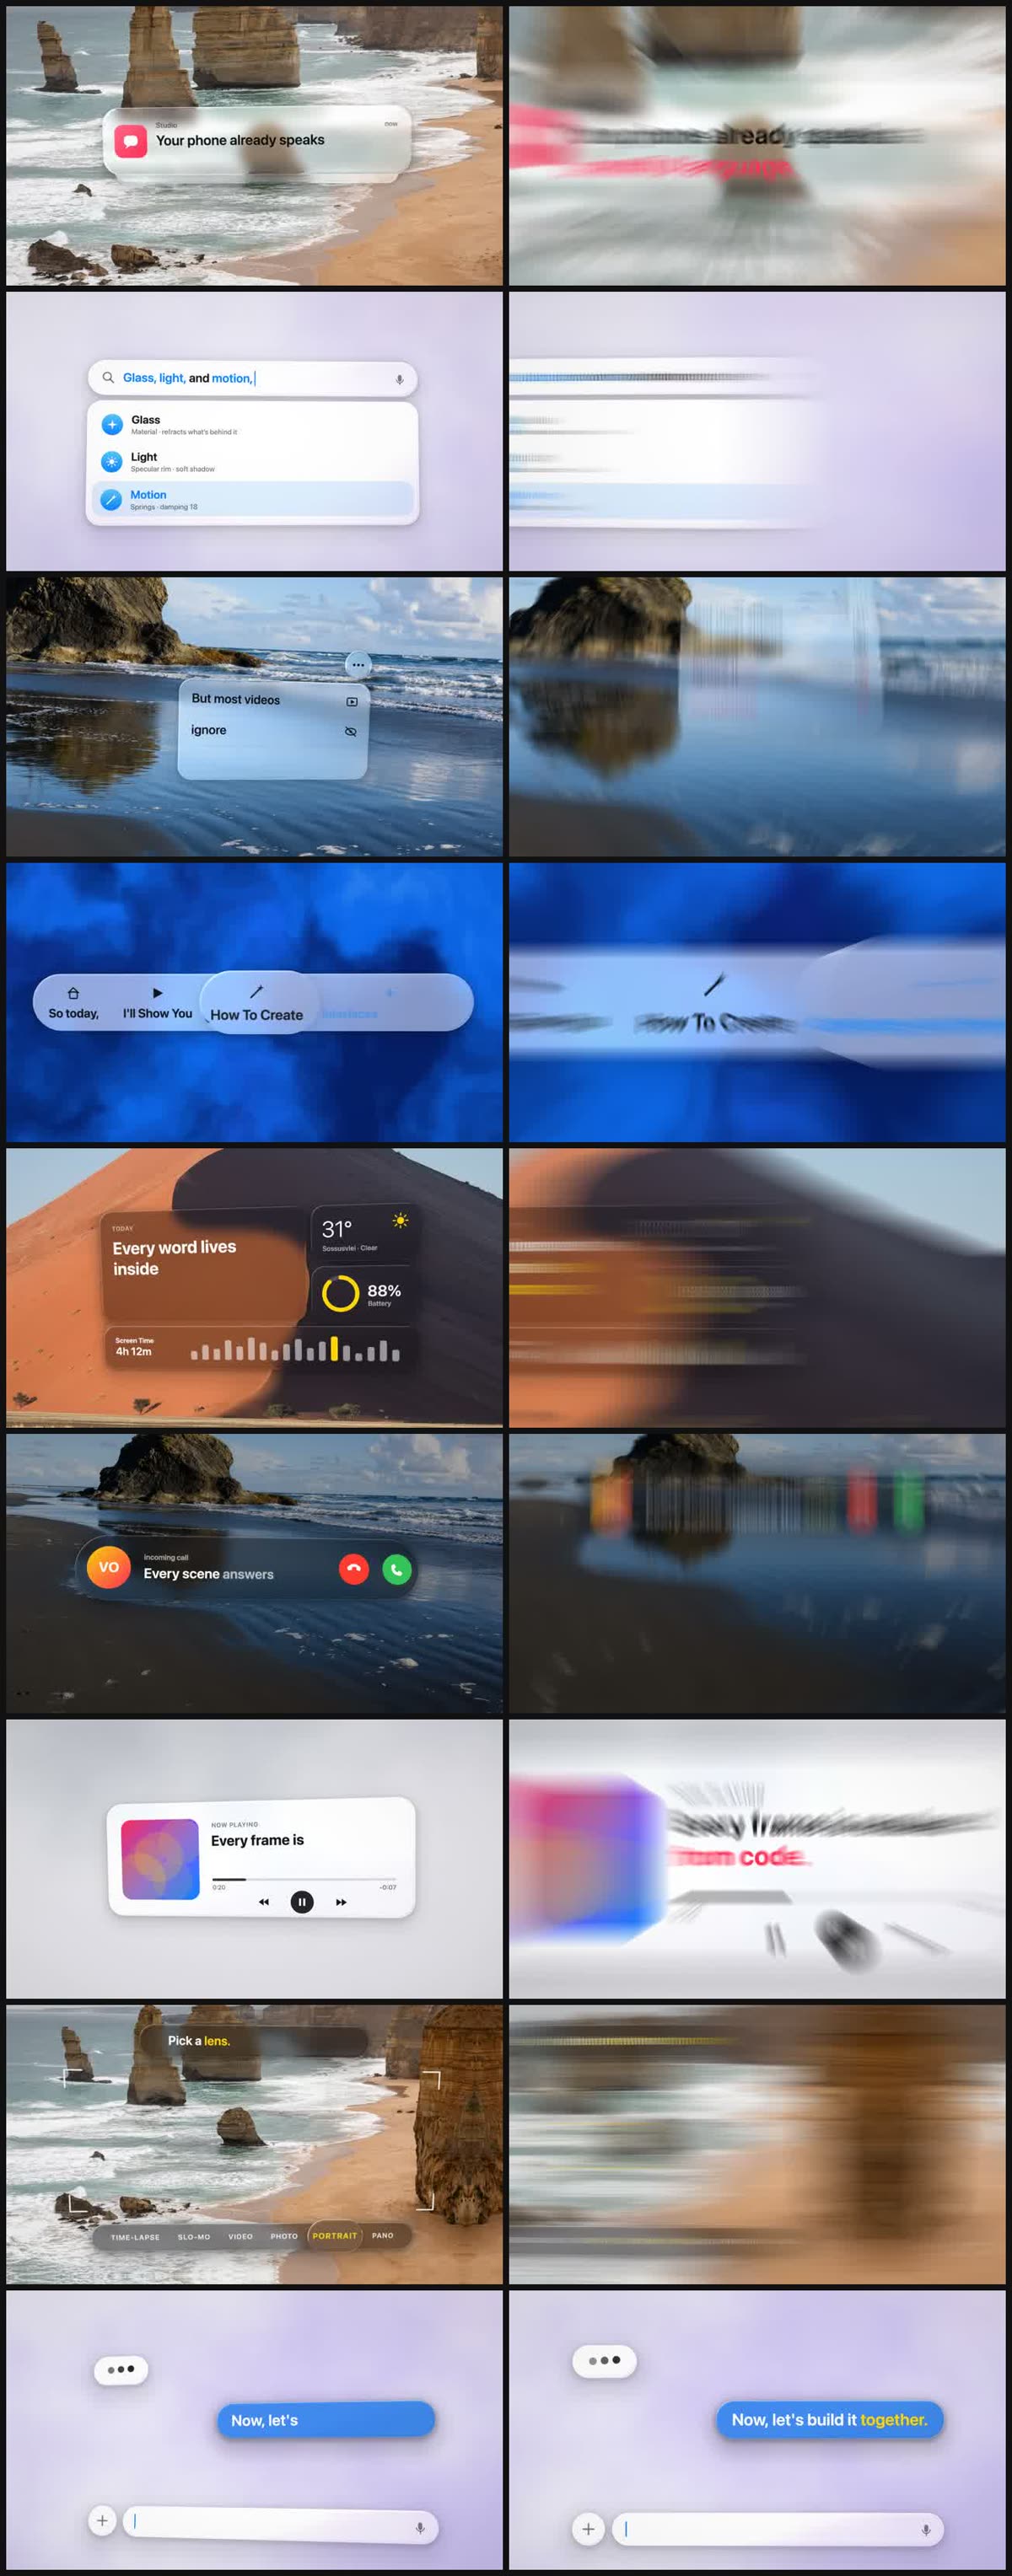 Studio
now
Your phone already speaks
already
language.
Glass, light, and motion,
Glass
Material · refracts what's behind it
Light
Specular rim · soft shadow
Motion
Springs · damping 18
But most videos
ignore
So today,
I'll Show You
How To Create
interfaces
How To Create
TODAY
Every word lives
inside
31°
Sossusvlei · Clear
88%
Battery
Screen Time
4h 12m
VO
incoming call
Every scene answers
NOW PLAYING
Every frame is
0:20
-0:07
from code.
Pick a lens.
TIME-LAPSE
SLO-MO
VIDEO
PHOTO
PORTRAIT
PANO
Now, let's
Now, let's build it together.